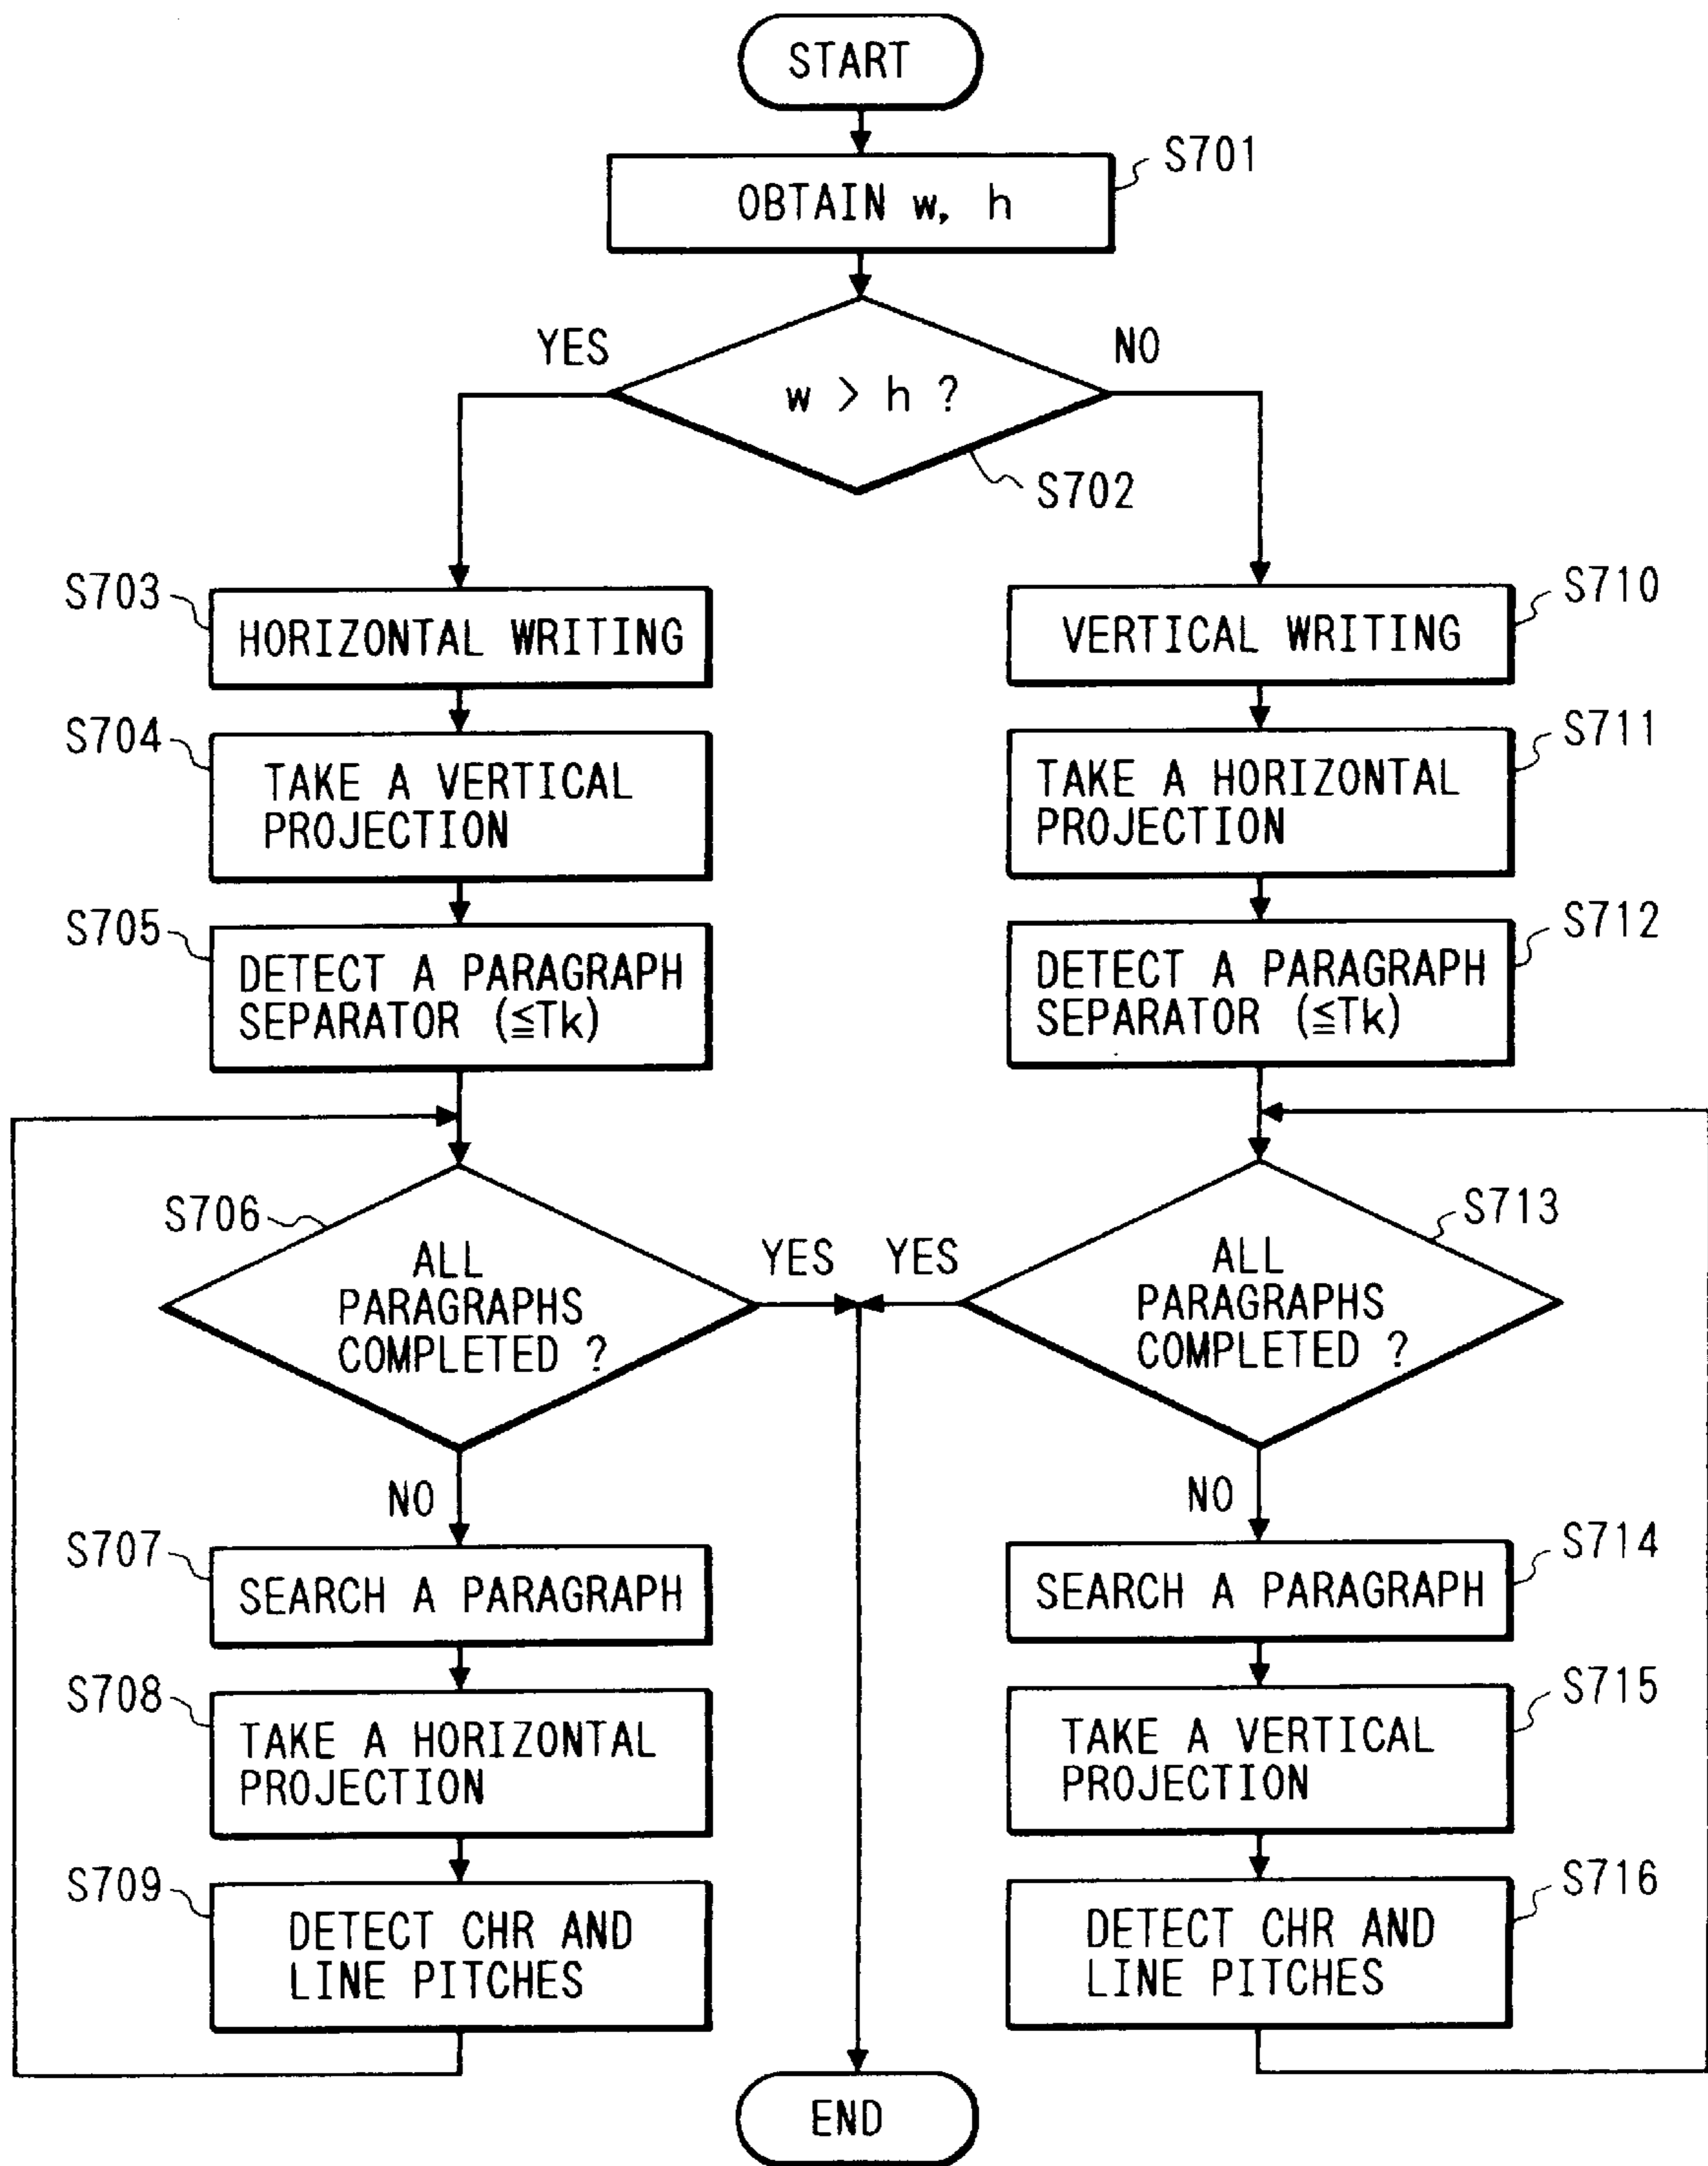 START
S701
OBTAIN w, h
YES
NO
w > h ?
S702
S703
HORIZONTAL WRITING
S704
TAKE A VERTICAL
PROJECTION
S705
DETECT A PARAGRAPH
SEPARATOR (≦Tk)
S706
ALL
PARAGRAPHS
COMPLETED ?
YES
NO
S707
SEARCH A PARAGRAPH
S708
TAKE A HORIZONTAL
PROJECTION
S709
DETECT CHR AND
LINE PITCHES
S710
VERTICAL WRITING
S711
TAKE A HORIZONTAL
PROJECTION
S712
DETECT A PARAGRAPH
SEPARATOR (≦Tk)
S713
YES
ALL
PARAGRAPHS
COMPLETED ?
NO
S714
SEARCH A PARAGRAPH
S715
TAKE A VERTICAL
PROJECTION
S716
DETECT CHR AND
LINE PITCHES
END